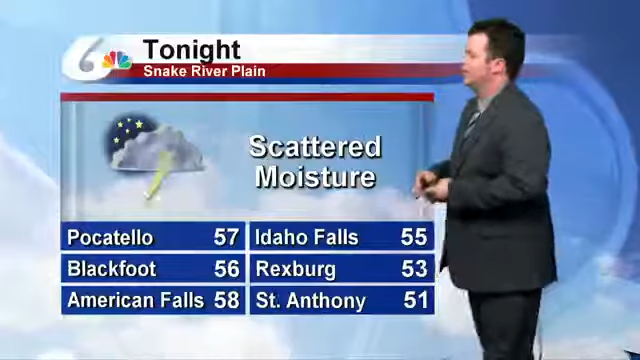 6
Tonight
Snake River Plain
Scattered
Moisture
Pocatello 57 Idaho Falls 55
Blackfoot 56 Rexburg 53
American Falls 58 St. Anthony 51